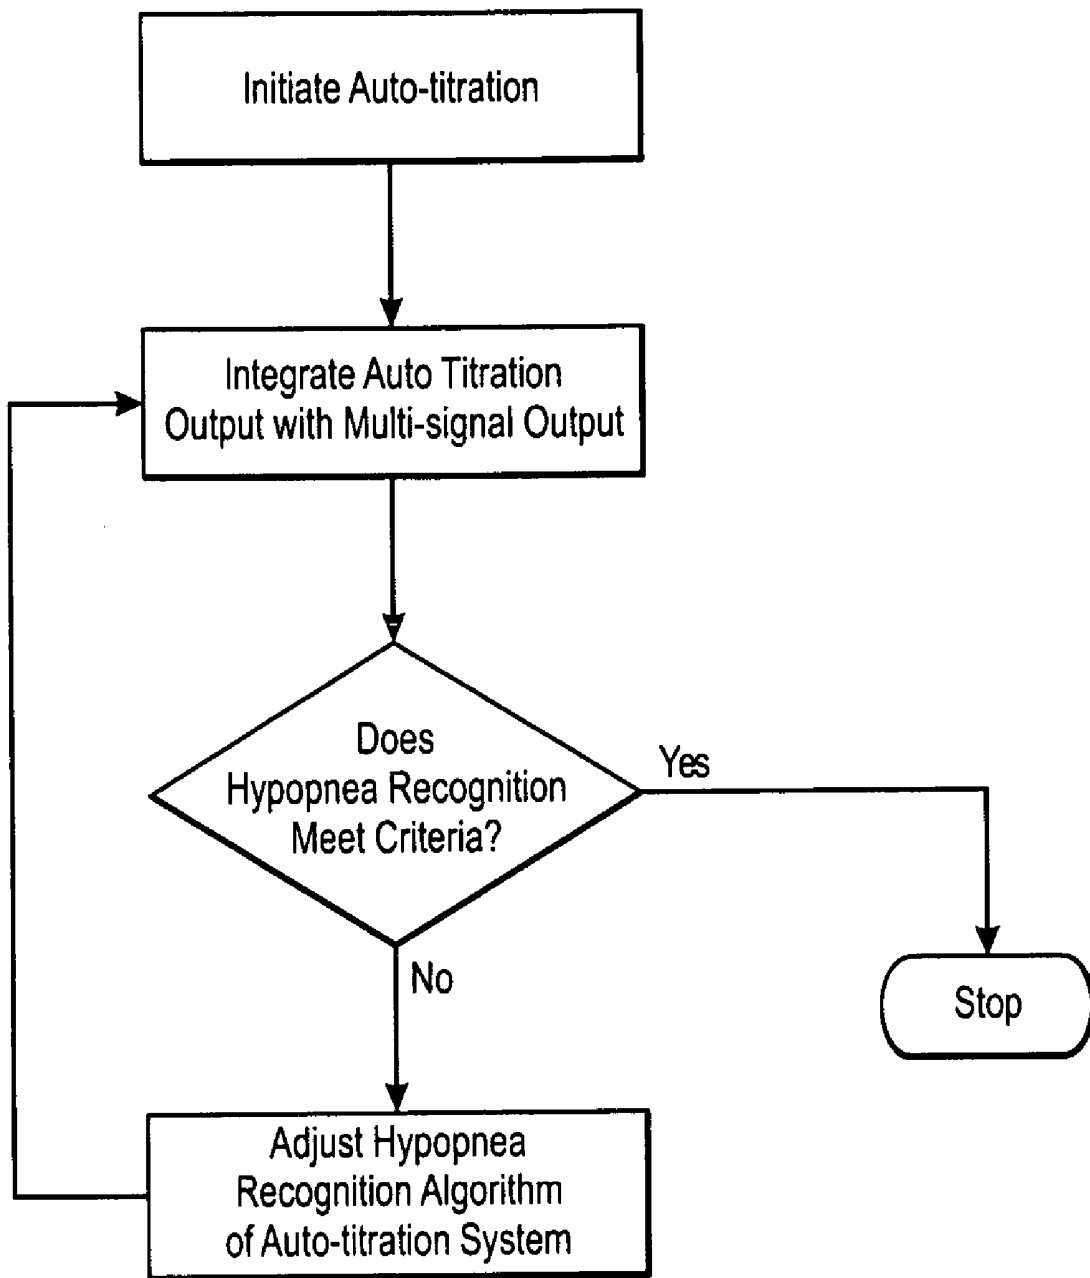 Initiate Auto-titration
Integrate Auto Titration
Output with Multi-signal Output
Does
Hypopnea Recognition
Meet Criteria?
Yes
No
Stop
Adjust Hypopnea
Recognition Algorithm
of Auto-titration System